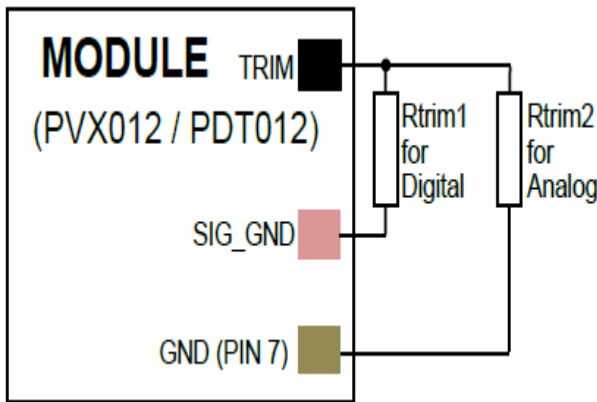 MODULE
(PVX012 / PDT012)
TRIM
Rtrim1
for
Digital
Rtrim2
for
Analog
SIG_GND
GND (PIN 7)